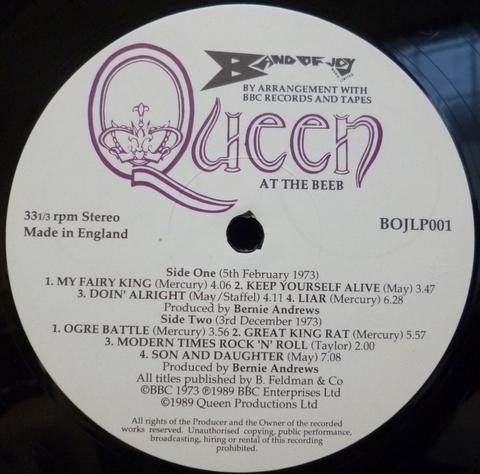 BAND OF JOY
BY ARRANGEMENT WITH
BBC RECORDS AND TAPES
Queen
AT THE BEEB
33 1/3 rpm Stereo
Made in England
BOJLP001
Side One (5th February 1973)
1. MY FAIRY KING (Mercury) 4.06 2. KEEP YOURSELF ALIVE (May) 3.47
3. DOIN' ALRIGHT (May/Staffel) 4.11 4. LIAR (Mercury) 6.28
Produced by Bernie Andrews
Side Two (3rd December 1973)
1. OGRE BATTLE (Mercury) 3.56 2. GREAT KING RAT (Mercury) 5.57
3. MODERN TIMES ROCK 'N' ROLL (Taylor) 2.00
4. SON AND DAUGHTER (May) 7.08
Produced by Bernie Andrews
All titles published by B. Feldman & Co
©BBC 1973 ℗1989 BBC Enterprises Ltd
©1989 Queen Productions Ltd
All rights of the Producer and the Owner of the recorded
works reserved. Unauthorised copying, public performance,
broadcasting, hiring or rental of this recording
prohibited.